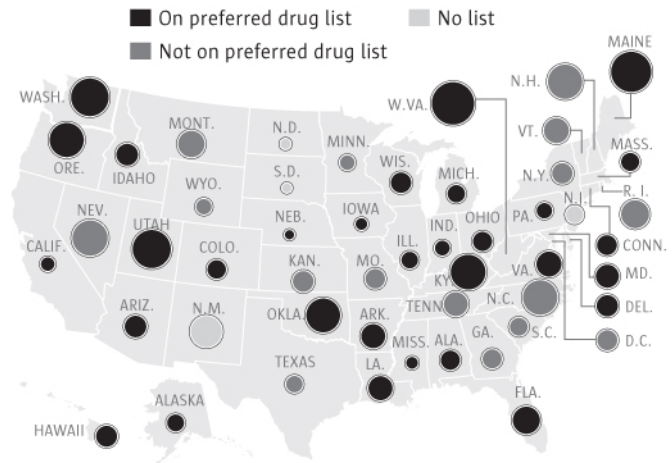 On preferred drug list
No list
Not on preferred drug list
MAINE
WASH.
N.H.
W.VA.
MONT.
N.D.
MINN.
VT.
MASS.
ORE.
IDAHO
S.D.
WIS.
MICH.
N.Y.
R. I.
WYO.
N.J.
NEV.
UTAH
NEB.
IOWA
IND.
OHIO
PA.
CALIF.
COLO.
ILL.
CONN.
KAN.
MO.
KY.
VA.
MD.
ARIZ.
N.M.
OKLA.
ARK.
TENN.
N.C.
DEL.
MISS.
ALA.
GA.
S.C.
D.C.
TEXAS
LA.
FLA.
ALASKA
HAWAII